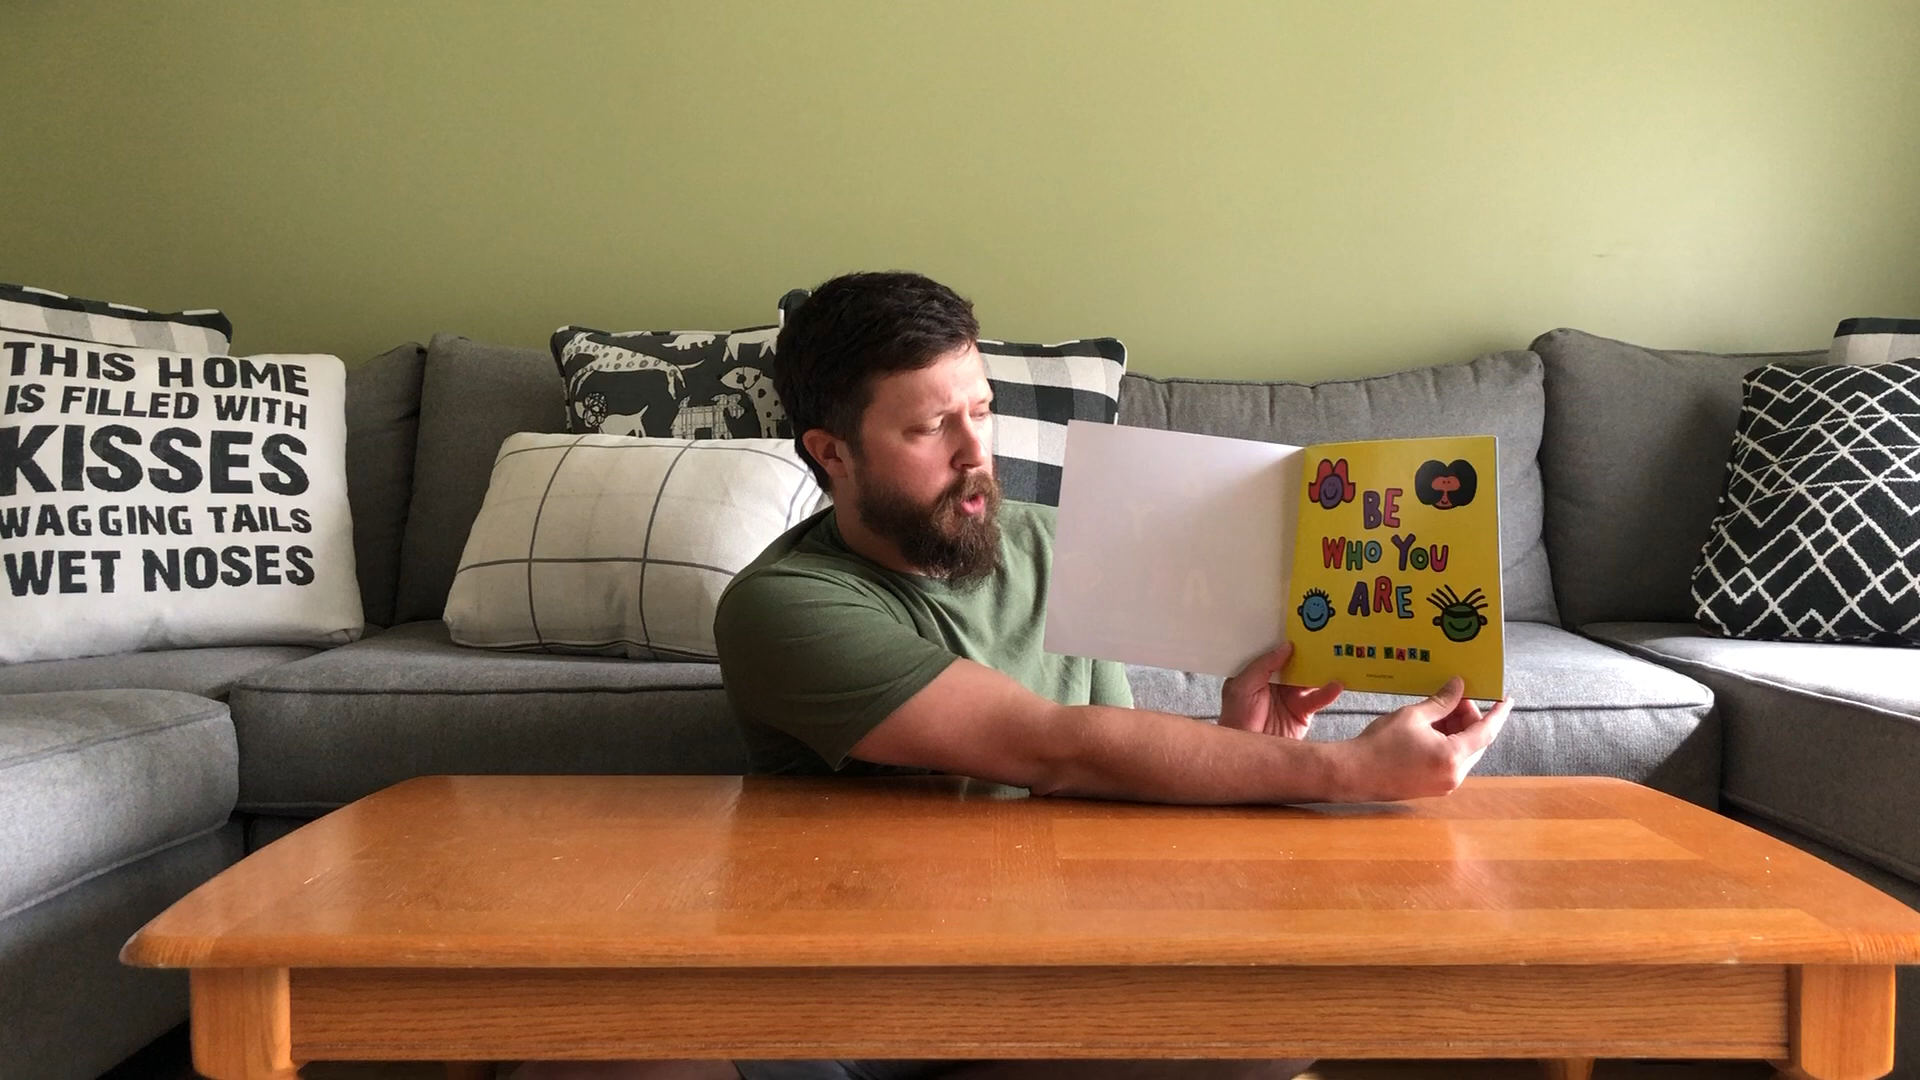 THIS HOME
IS FILLED WITH
KISSES
WAGGING TAILS
WET NOSES
BE
WHO YOU
ARE
TODD PARR